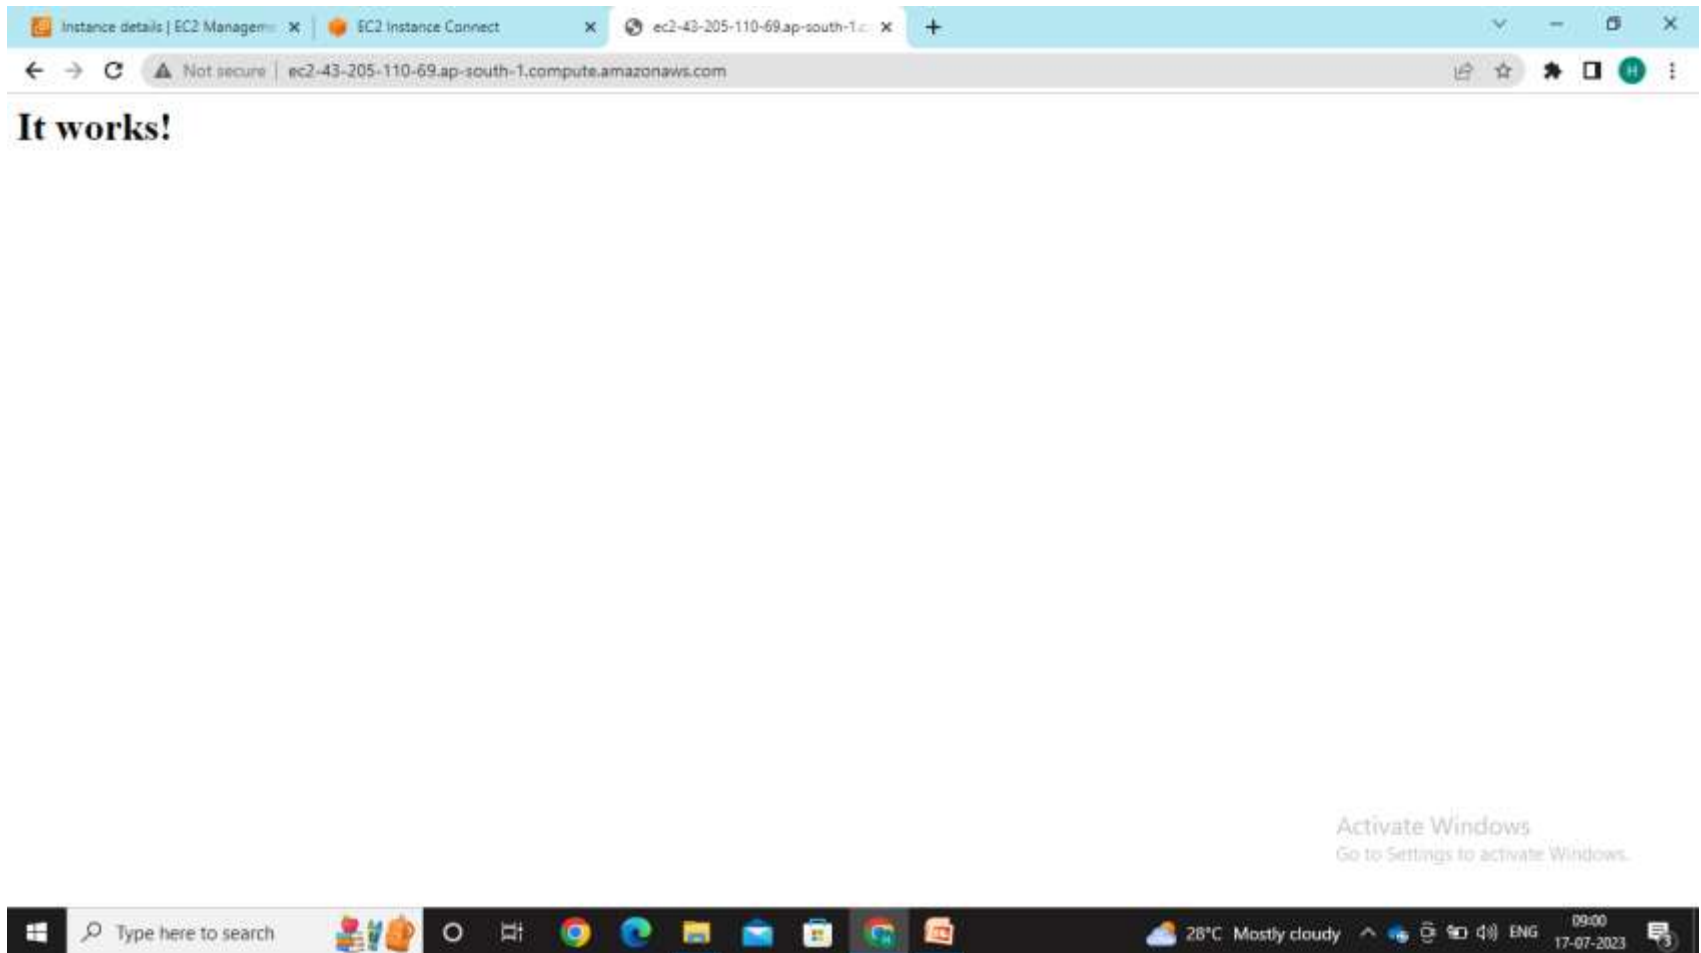 Instance details | EC2 Managem
EC2 Instance Connect
ec2-43-205-110-69.ap-south-1.c
Not secure
ec2-43-205-110-69.ap-south-1.compute.amazonaws.com
H
It works!
Activate Windows
Go to Settings to activate Windows.
Type here to search
28°C Mostly cloudy
ENG
09:00
17-07-2023
3